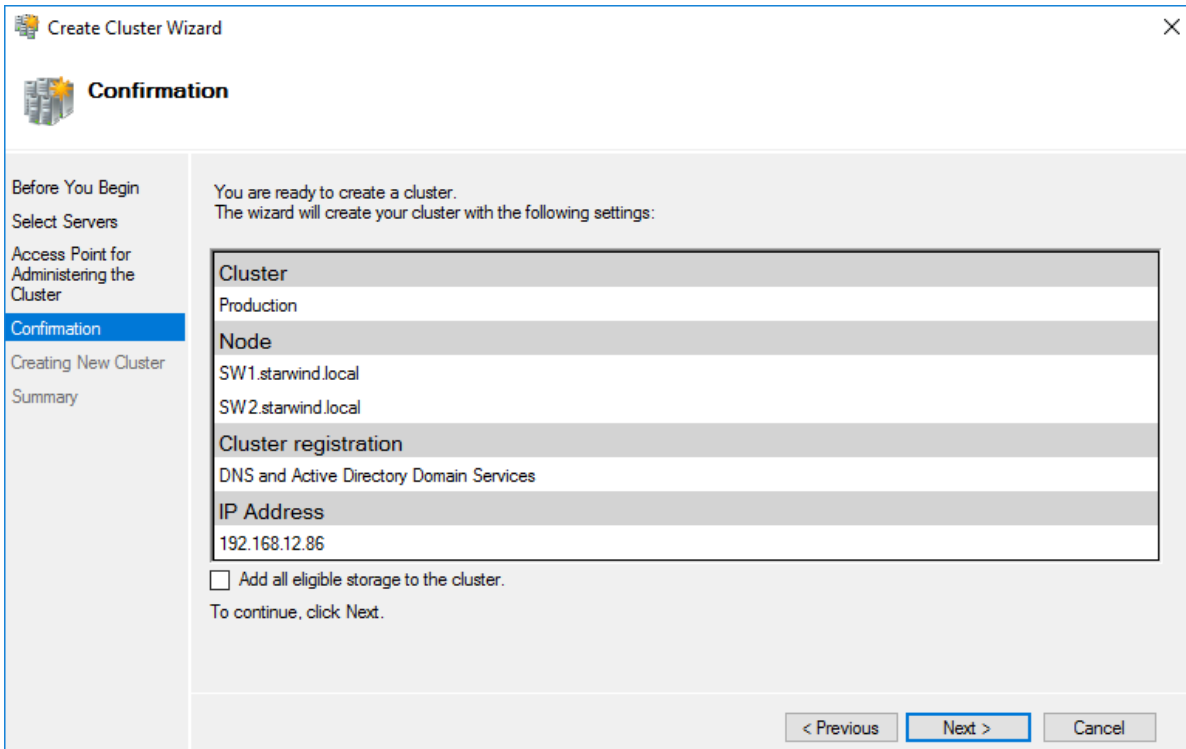 Create Cluster Wizard
Confirmation
Before You Begin
Select Servers
Access Point for
Administering the
Cluster
Confirmation
Creating New Cluster
Summary
You are ready to create a cluster.
The wizard will create your cluster with the following settings:
Cluster
Production
Node
SW1.starwind.local
SW2.starwind.local
Cluster registration
DNS and Active Directory Domain Services
IP Address
192.168.12.86
Add all eligible storage to the cluster.
To continue, click Next.
< Previous
Next >
Cancel